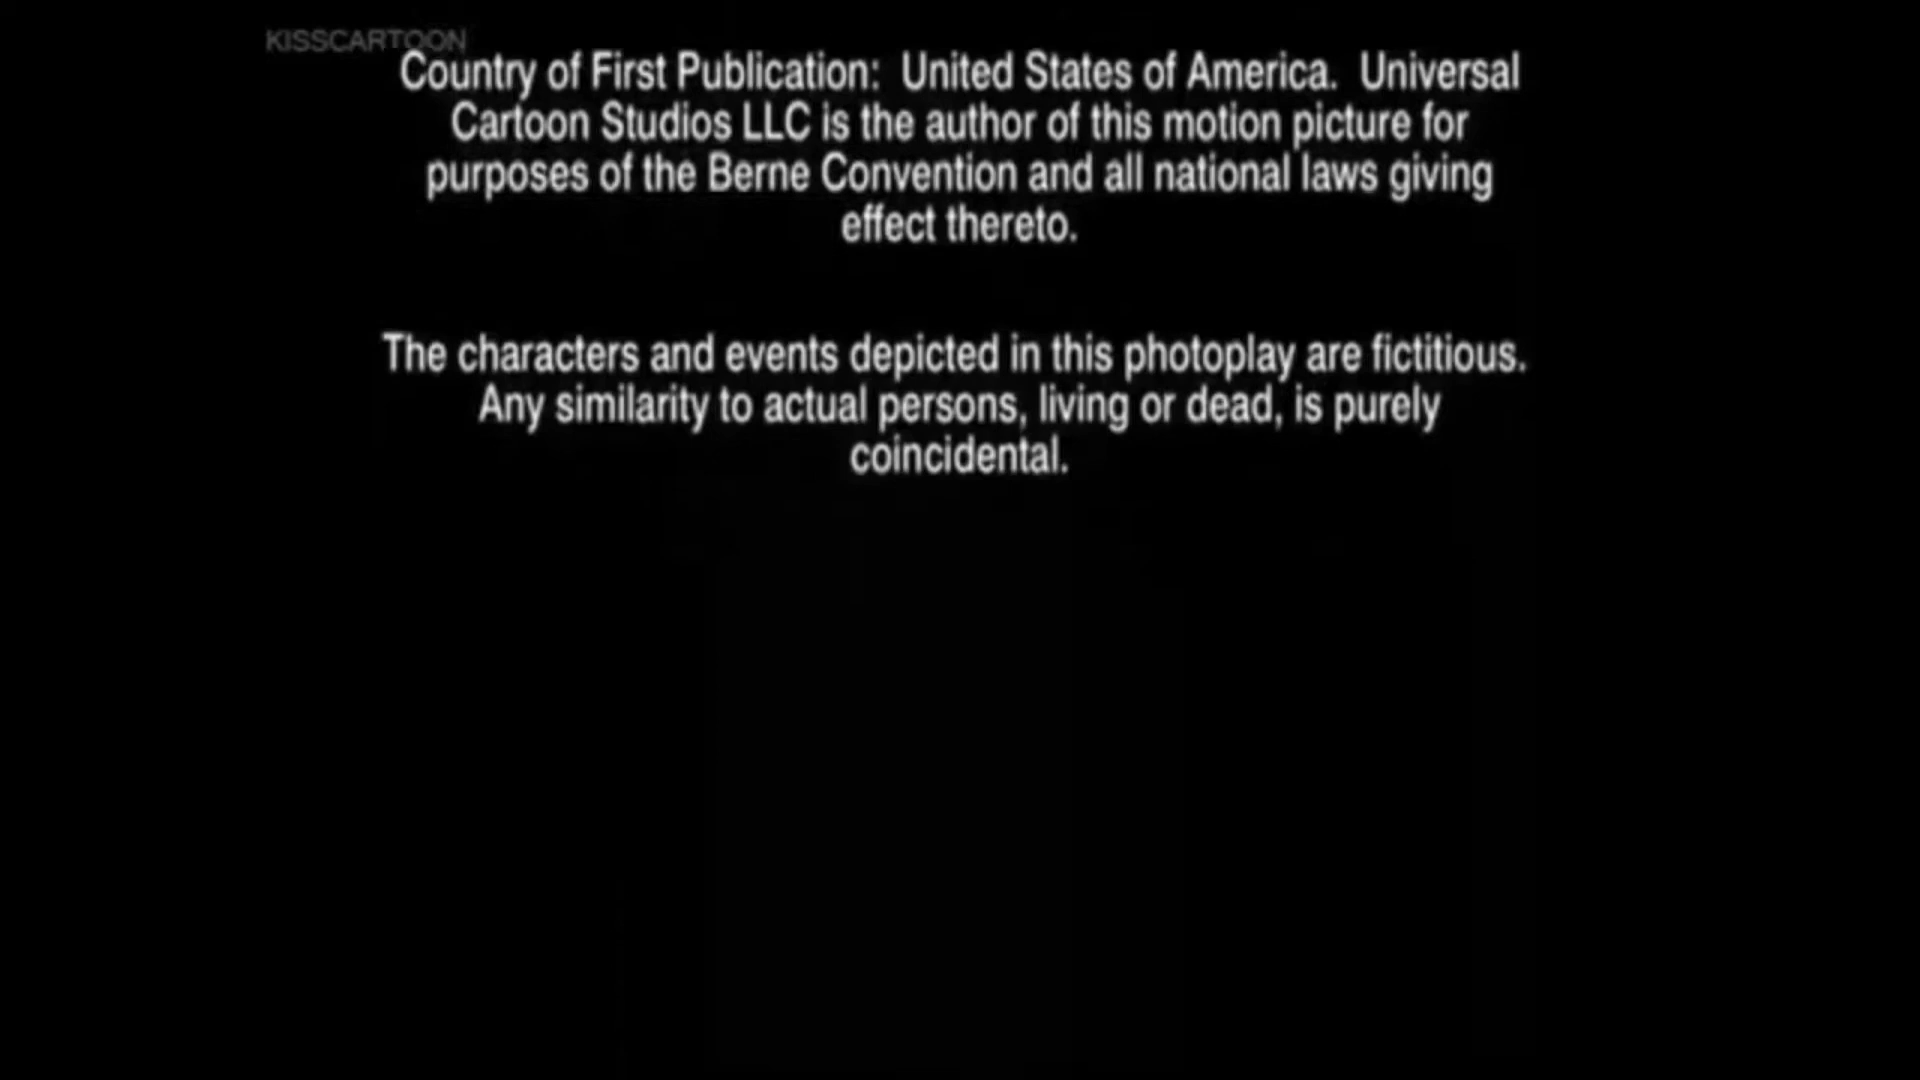 KISSCARTOON
Country of First Publication:  United States of America.  Universal
Cartoon Studios LLC is the author of this motion picture for
purposes of the Berne Convention and all national laws giving
effect thereto.
The characters and events depicted in this photoplay are fictitious.
Any similarity to actual persons, living or dead, is purely
coincidental.